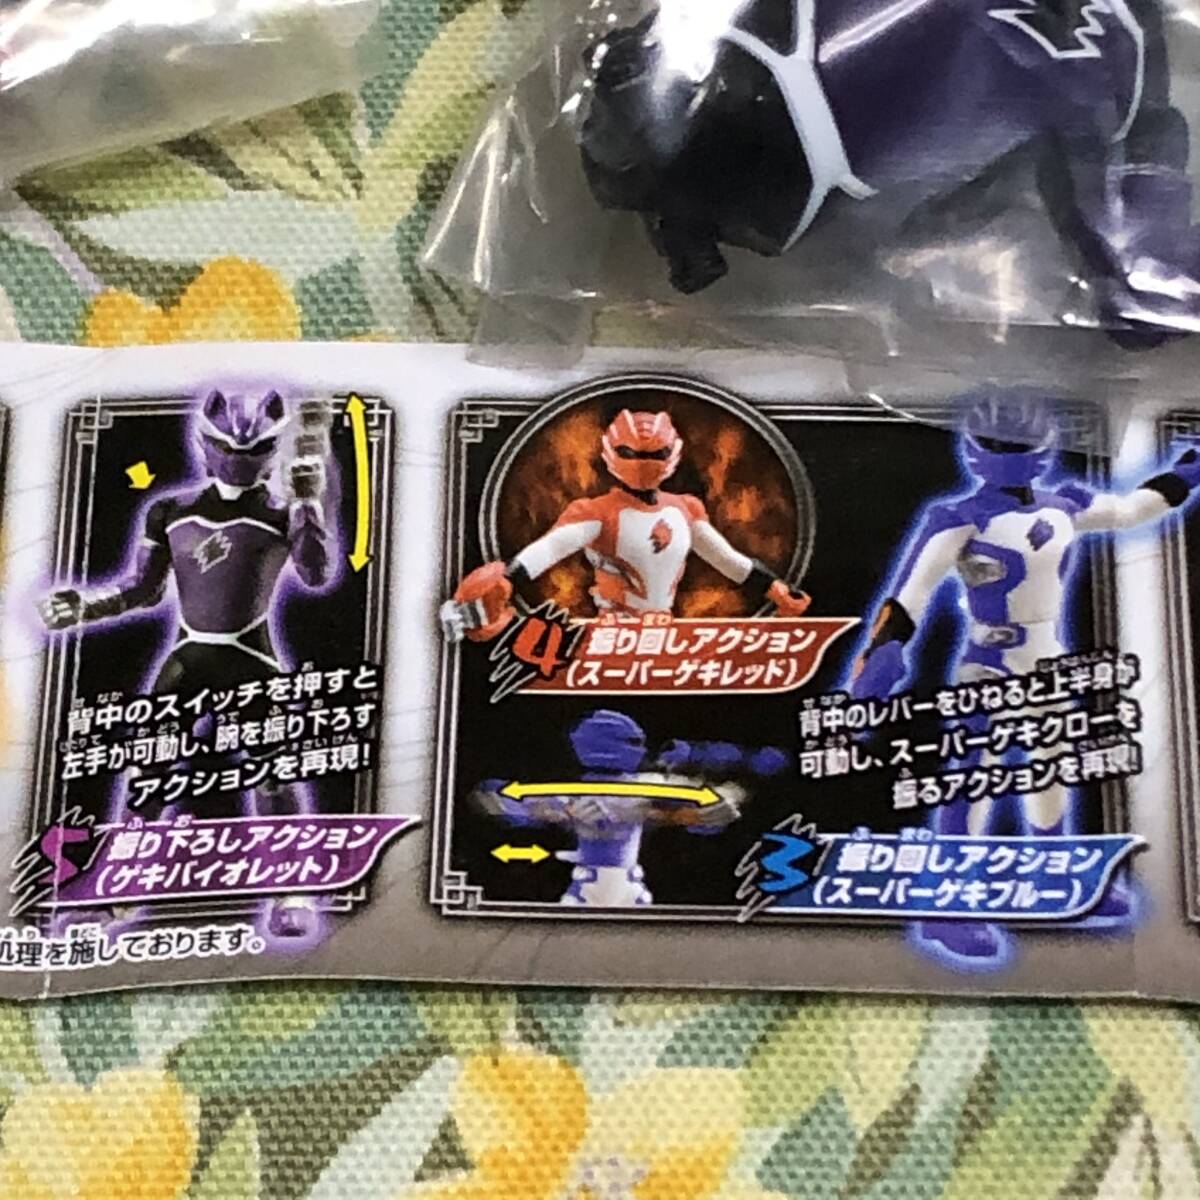 背中のスイッチを押すと
左手が可動し、腕を振り下ろす
アクションを再現!
5 振り下ろしアクション
(ゲキバイオレット)
処理を施しております。
4 振り回しアクション
(スーパーゲキレッド)
背中のレバーをひねると上半身が
可動し、スーパーゲキクローを
振るアクションを再現!
3 振り回しアクション
(スーパーゲキブルー)